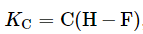 K_C = C(H − F).